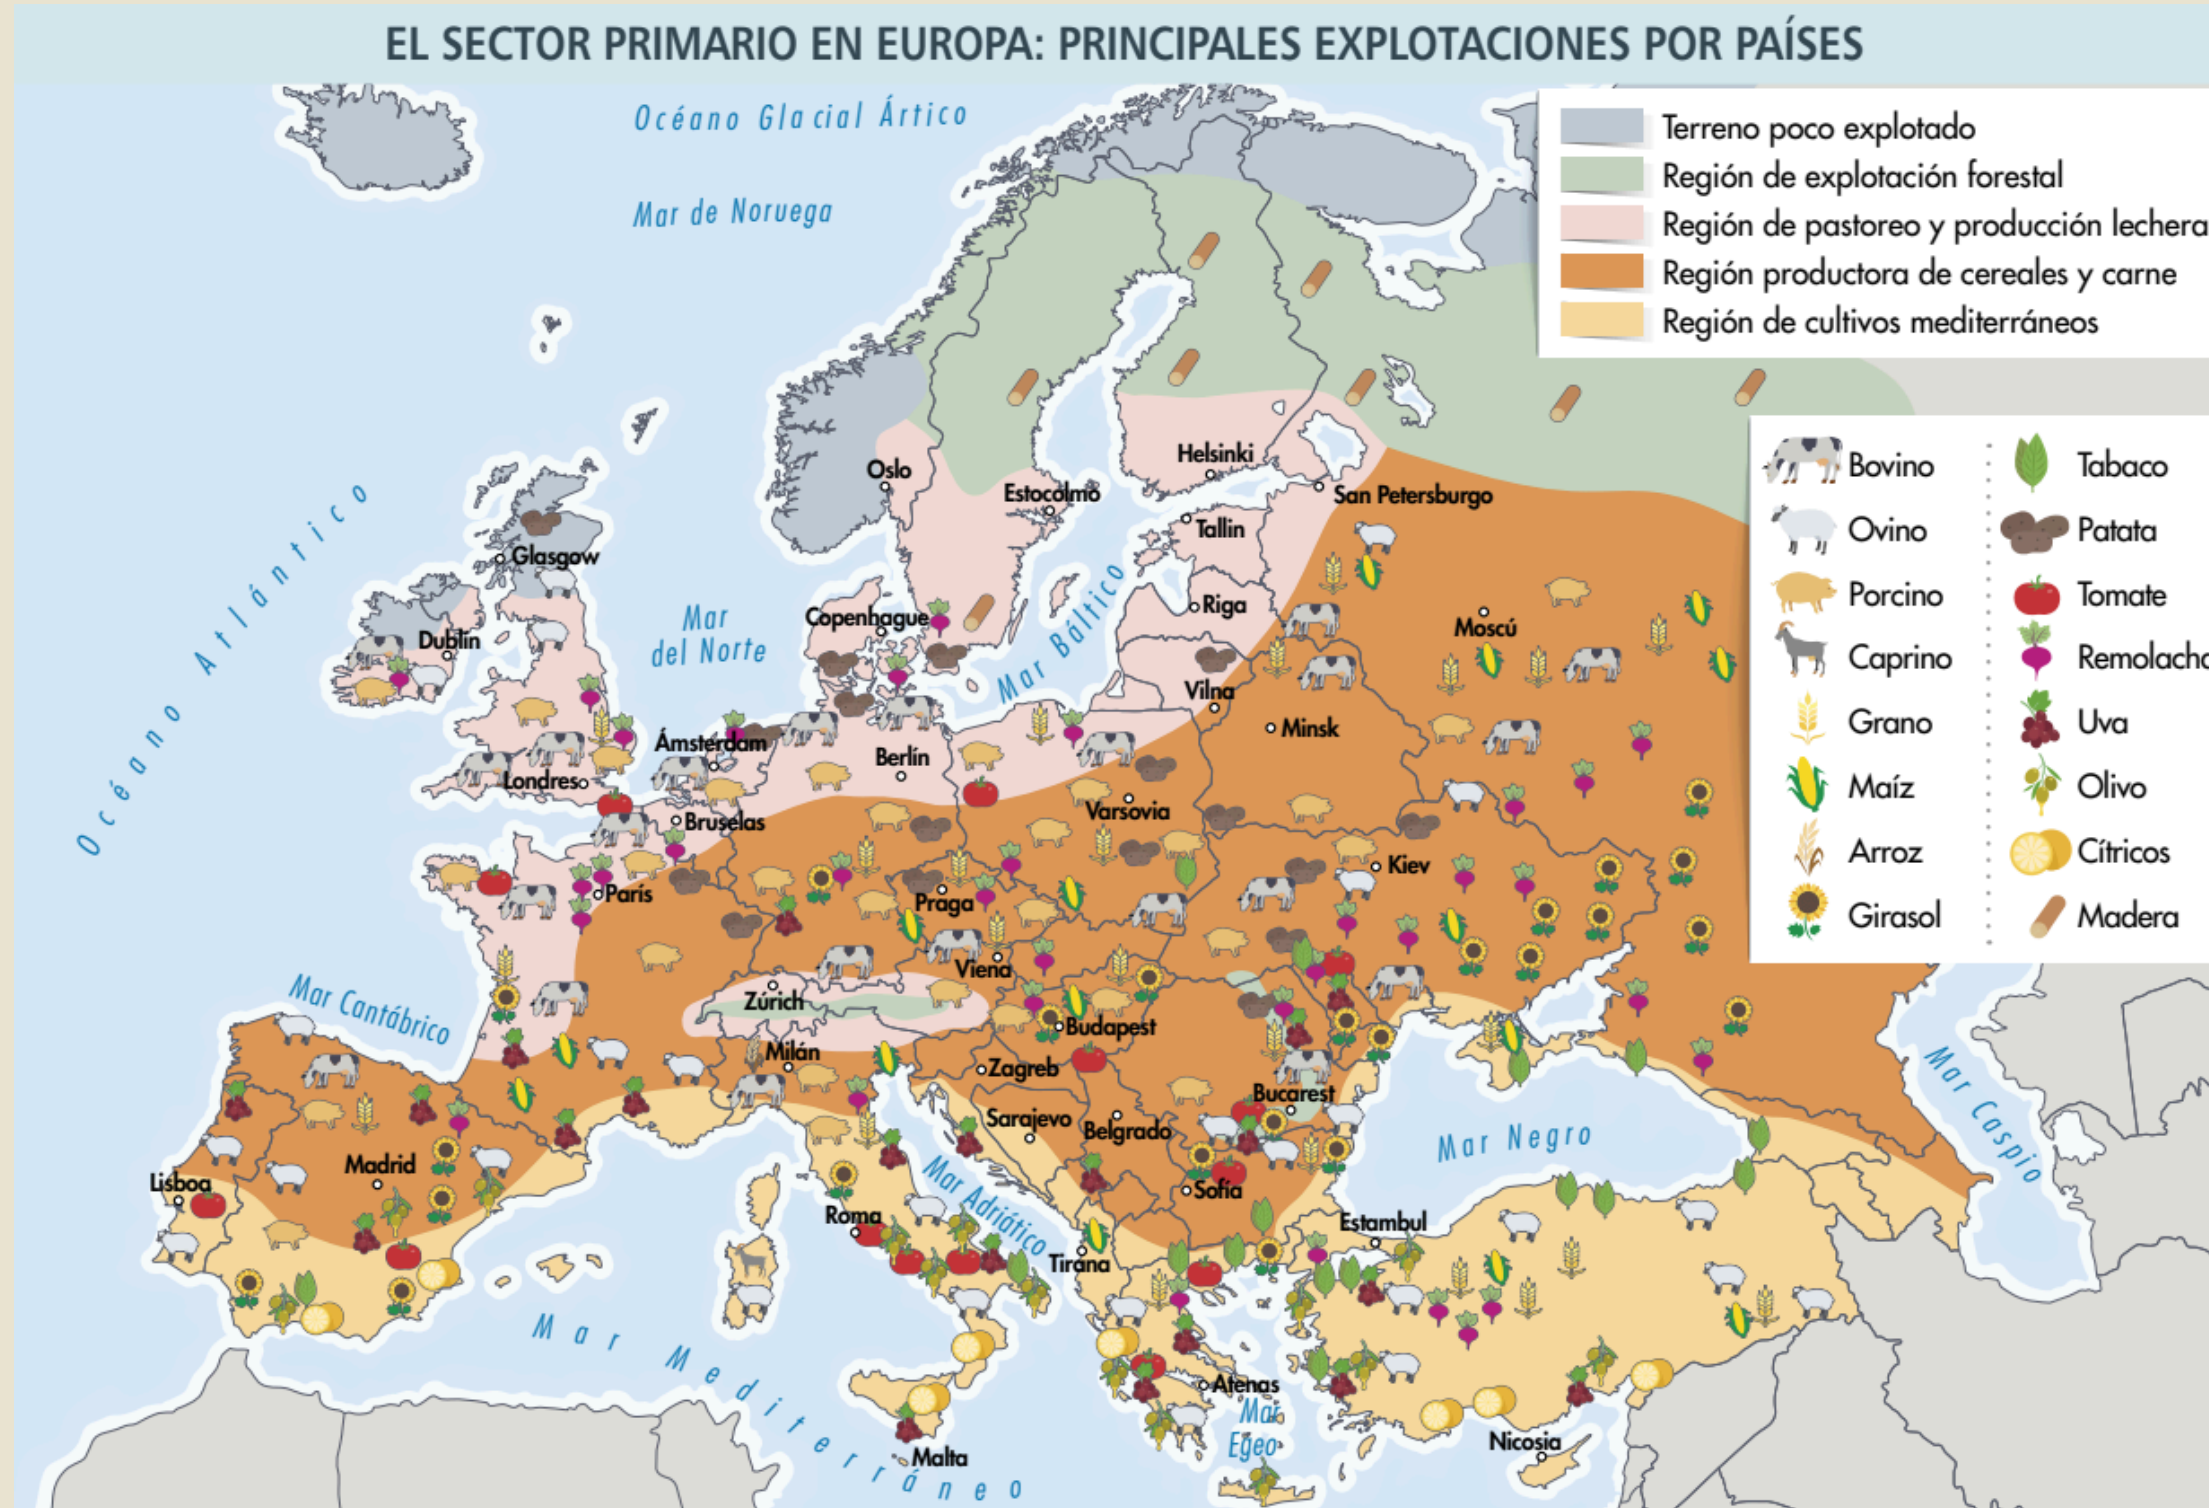 EL SECTOR PRIMARIO EN EUROPA: PRINCIPALES EXPLOTACIONES POR PAÍSES
Océano Glacial Ártico
Mar de Noruega
Terreno poco explotado
Región de explotación forestal
Región de pastoreo y producción lechera
Región productora de cereales y carne
Región de cultivos mediterráneos
Bovino
Ovino
Porcino
Caprino
Grano
Maíz
Arroz
Girasol
Tabaco
Patata
Tomate
Remolacha
Uva
Olivo
Cítricos
Madera
Océano Atlántico
Mar
del Norte
Mar Báltico
Mar Cantábrico
Mar Adriático
Mar Negro
Mar Caspio
Mar Mediterráneo
Mar
Egeo
Oslo
Estocolmo
Helsinki
San Petersburgo
Tallin
Riga
Glasgow
Dublín
Copenhague
Moscú
Vilna
Minsk
Ámsterdam
Berlín
Londres
Bruselas
Varsovia
París
Praga
Kiev
Viena
Zúrich
Budapest
Milán
Zagreb
Bucarest
Sarajevo
Belgrado
Madrid
Lisboa
Sofía
Roma
Estambul
Tirana
Atenas
Malta
Nicosia